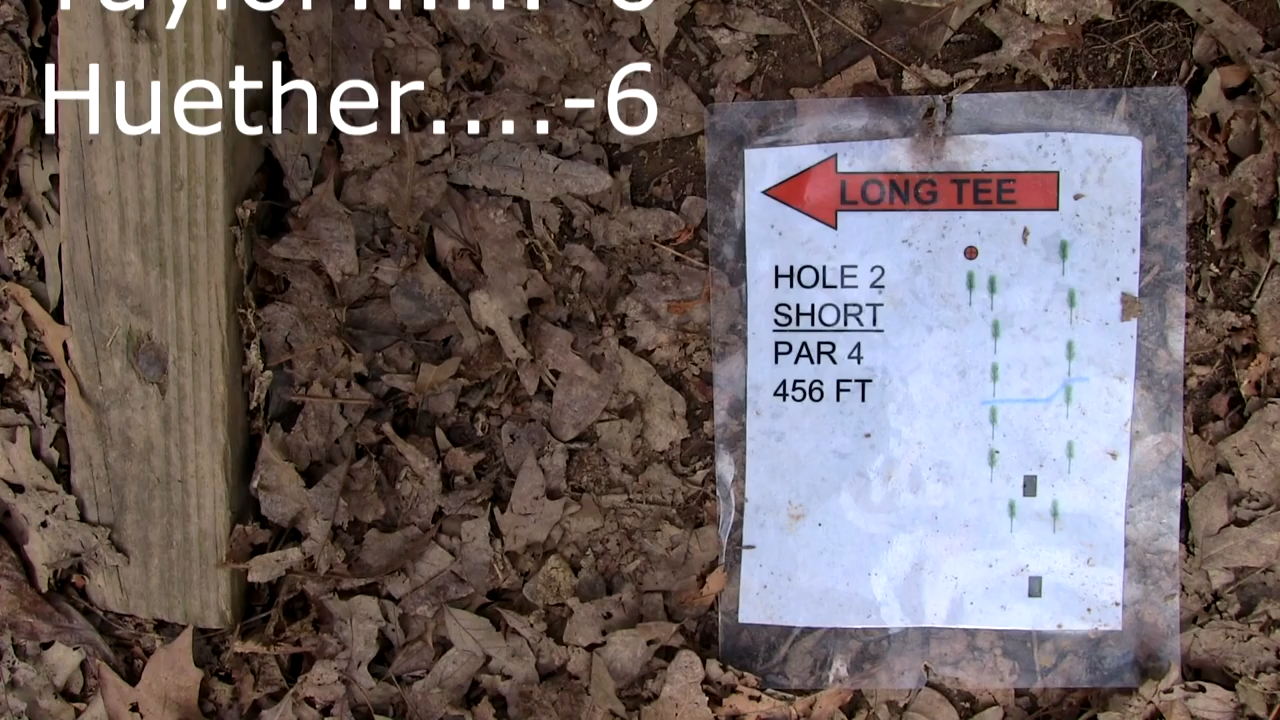 Huether.... -6
LONG TEE
HOLE 2
SHORT
PAR 4
456 FT